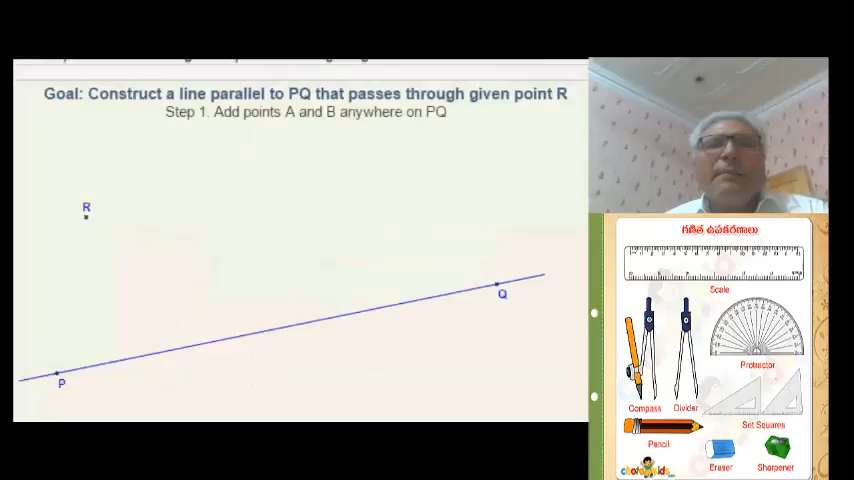 Goal: Construct a line parallel to PQ that passes through given point R
Step 1. Add points A and B anywhere on PQ
R
Q
P
గణిత ఉపకరణాలు
Scale
Protractor
Compass
Divider
Set Squares
Pencil
Eraser
Sharpener